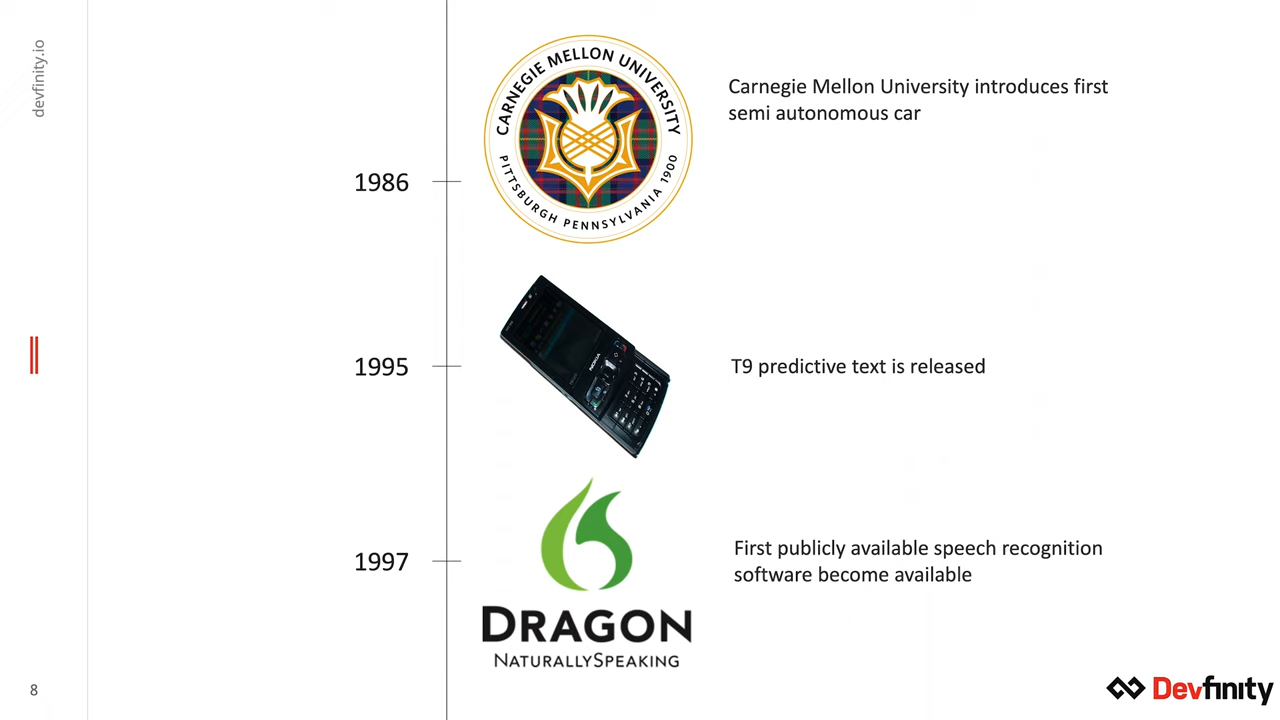 devfinity.io
CARNEGIE MELLON UNIVERSITY
PITTSBURGH PENNSYLVANIA 1900
Carnegie Mellon University introduces first
semi autonomous car
1986
NOKIA
1995
T9 predictive text is released
1997
First publicly available speech recognition
software become available
DRAGON
NATURALLYSPEAKING
8
Devfinity